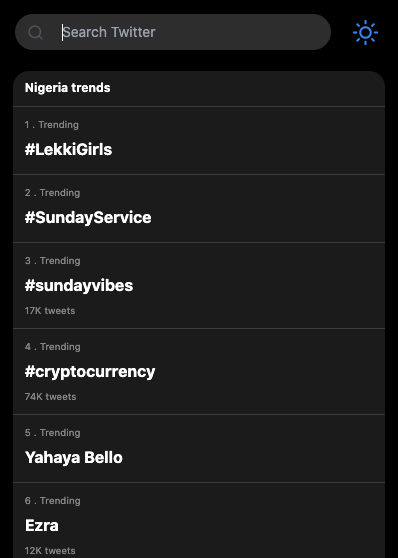 Search Twitter
Nigeria trends
1 . Trending
#LekkiGirls
2 . Trending
#SundayService
3 . Trending
#sundayvibes
17K tweets
4 . Trending
#cryptocurrency
74K tweets
5 . Trending
Yahaya Bello
6 . Trending
Ezra
12K tweets